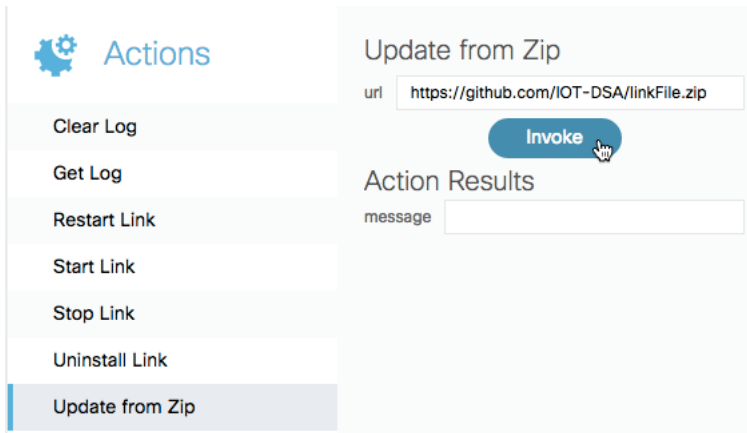 Actions
Clear Log
Get Log
Restart Link
Start Link
Stop Link
Uninstall Link
Update from Zip
Update from Zip
url https://github.com/IOT-DSA/linkFile.zip
Invoke
Action Results
message